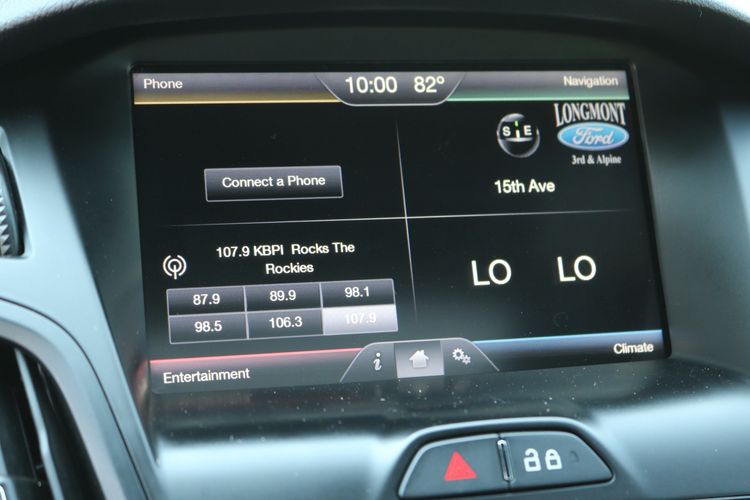 Phone
10:00 82°
Navigation
LONGMONT
Ford
3rd & Alpine
S E
15th Ave
Connect a Phone
107.9 KBPI Rocks The
Rockies
87.9 89.9 98.1
98.5 106.3 107.9
LO LO
Entertainment
i
Climate